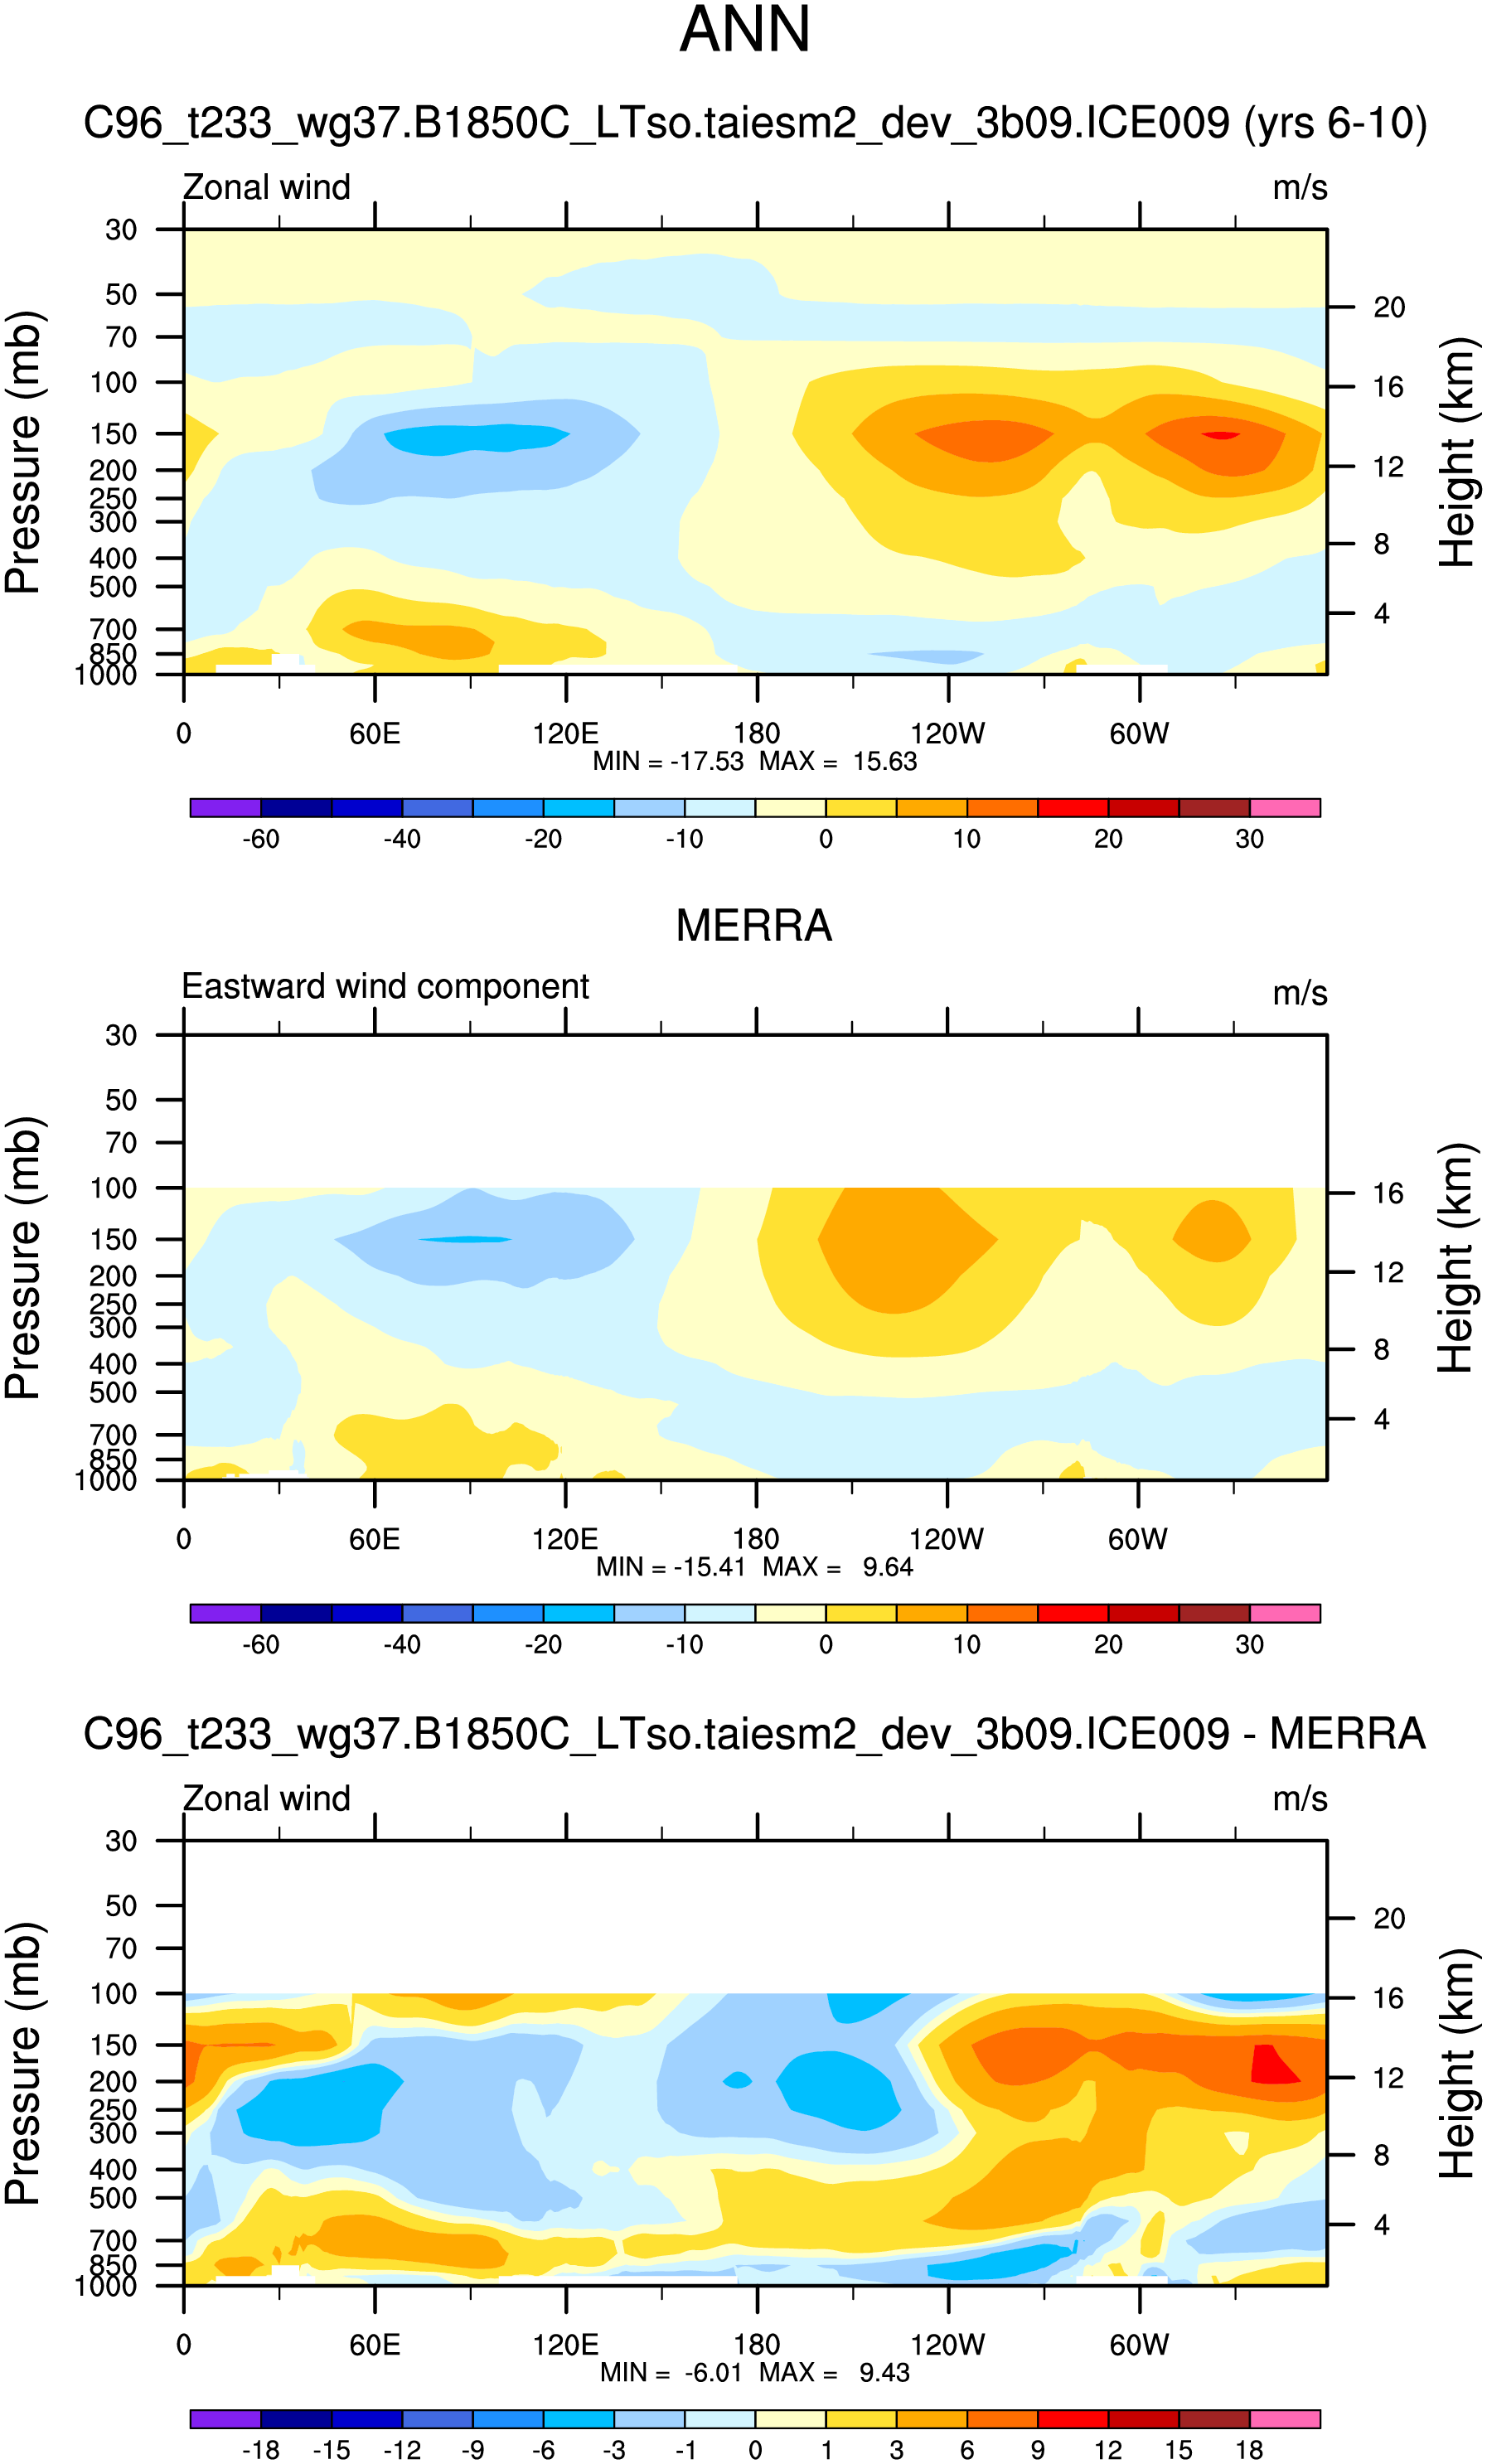 ANN
C96_t233_wg37.B1850C_LTso.taiesm2_dev_3b09.ICE009 (yrs 6-10)
Zonal wind m/s
Pressure (mb)
30
50
70
100
150
200
250
300
400
500
700
850
1000
20
16
12
8
4
Height (km)
0 60E 120E 180 120W 60W
MIN = -17.53 MAX = 15.63
-60 -40 -20 -10 0 10 20 30
MERRA
Eastward wind component m/s
Pressure (mb)
30
50
70
100
150
200
250
300
400
500
700
850
1000
16
12
8
4
Height (km)
0 60E 120E 180 120W 60W
MIN = -15.41 MAX = 9.64
-60 -40 -20 -10 0 10 20 30
C96_t233_wg37.B1850C_LTso.taiesm2_dev_3b09.ICE009 - MERRA
Zonal wind m/s
Pressure (mb)
30
50
70
100
150
200
250
300
400
500
700
850
1000
20
16
12
8
4
Height (km)
0 60E 120E 180 120W 60W
MIN = -6.01 MAX = 9.43
-18 -15 -12 -9 -6 -3 -1 0 1 3 6 9 12 15 18